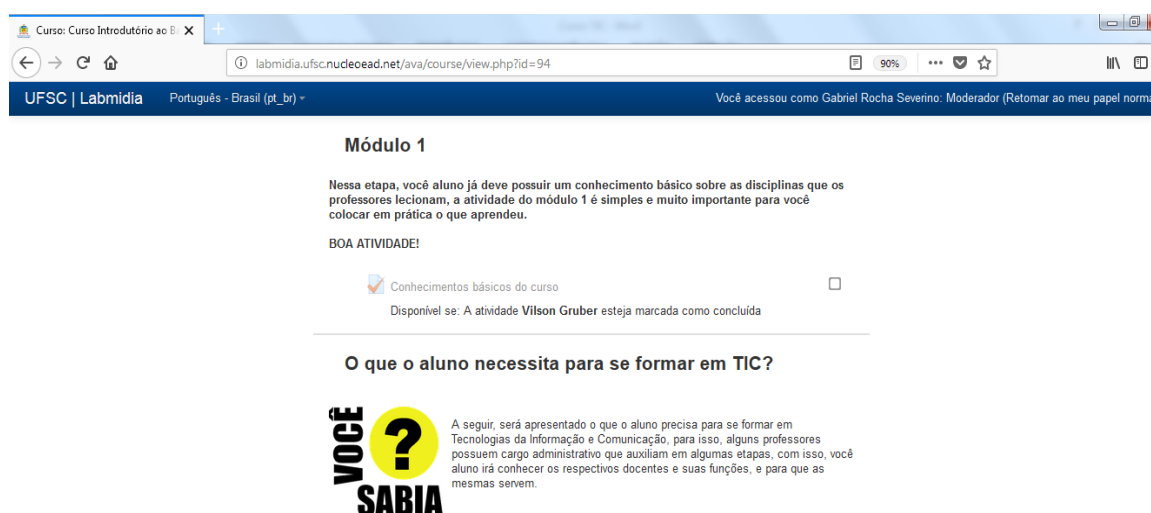 Curso: Curso Introdutório ao B
labmidia.ufsc.nucleoead.net/ava/course/view.php?id=94
90%
UFSC | Labmidia Português - Brasil (pt_br) Você acessou como Gabriel Rocha Severino: Moderador (Retomar ao meu papel norma
Módulo 1
Nessa etapa, você aluno já deve possuir um conhecimento básico sobre as disciplinas que os
professores lecionam, a atividade do módulo 1 é simples e muito importante para você
colocar em prática o que aprendeu.
BOA ATIVIDADE!
Conhecimentos básicos do curso
Disponível se: A atividade Vilson Gruber esteja marcada como concluída
O que o aluno necessita para se formar em TIC?
VOCÊ
?
SABIA
A seguir, será apresentado o que o aluno precisa para se formar em
Tecnologias da Informação e Comunicação, para isso, alguns professores
possuem cargo administrativo que auxiliam em algumas etapas, com isso, você
aluno irá conhecer os respectivos docentes e suas funções, e para que as
mesmas servem.